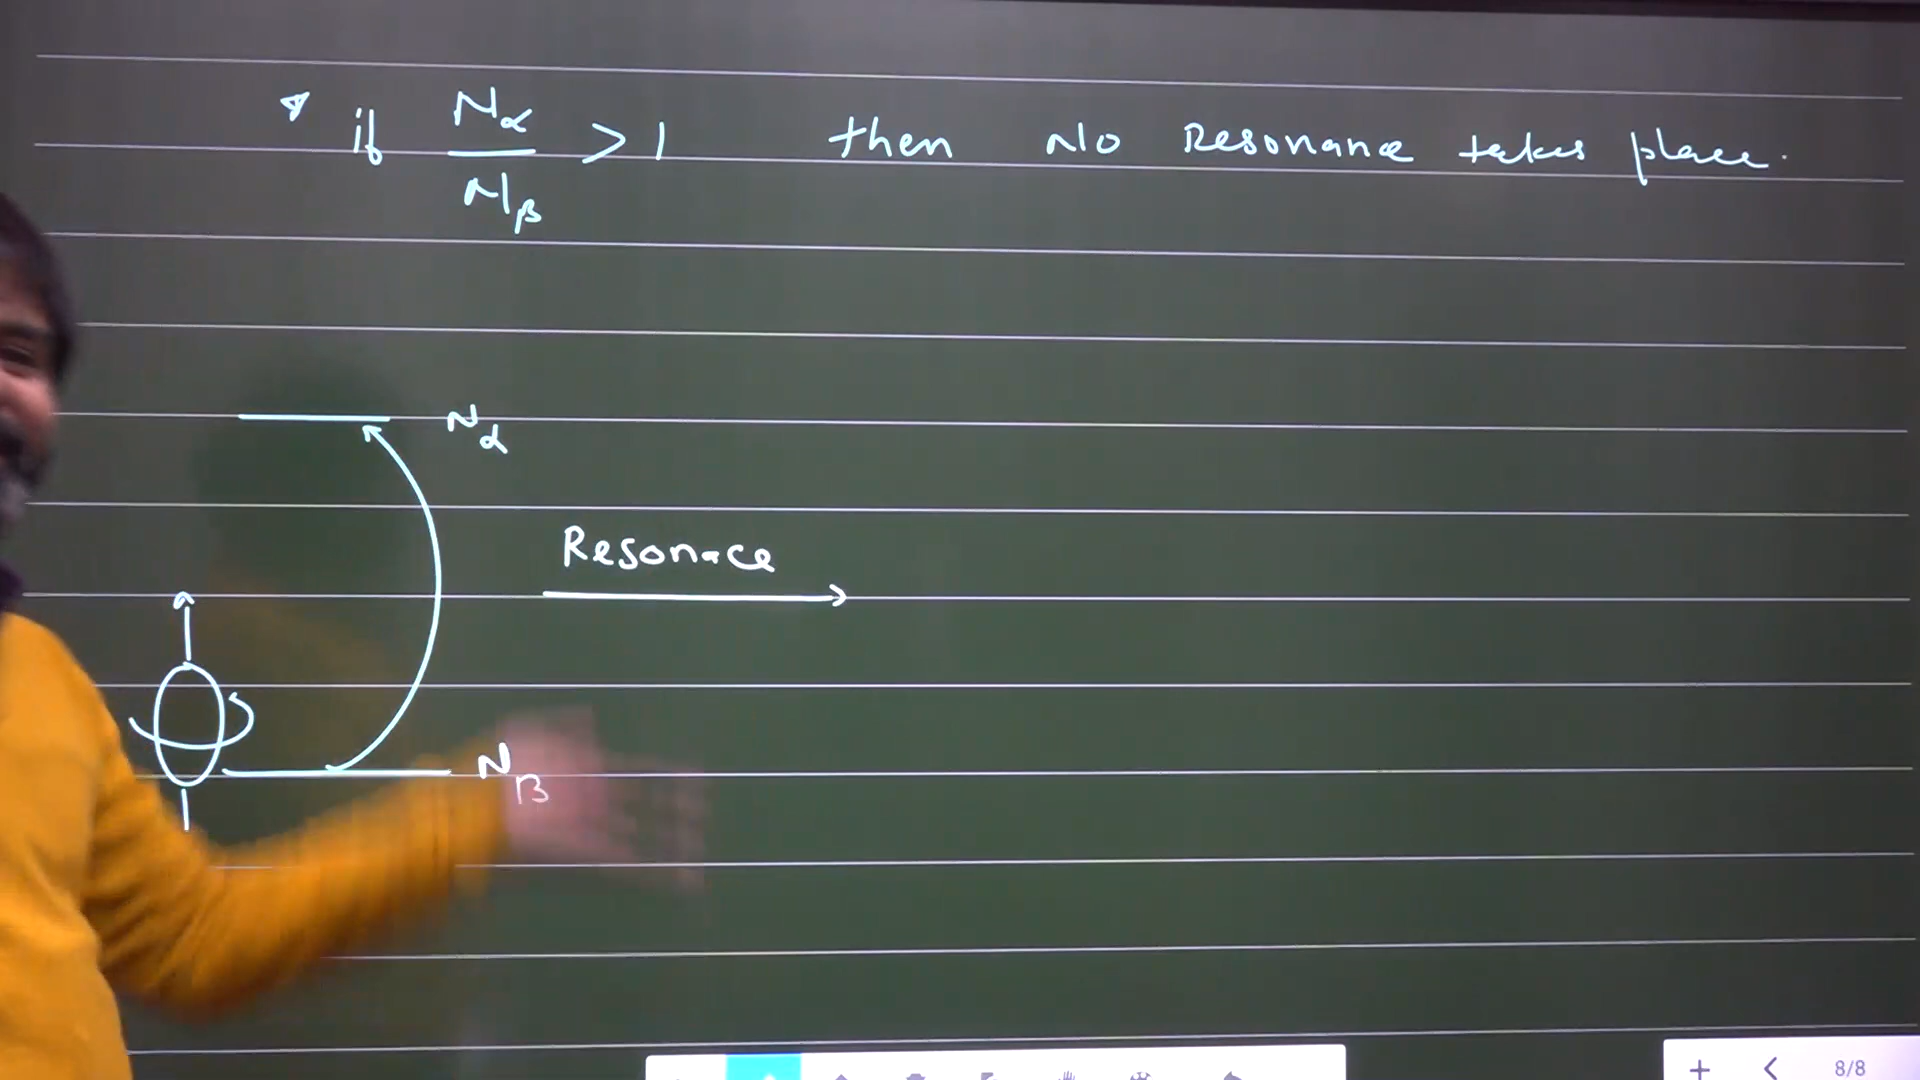 * if Nα / Nβ > 1 then No Resonance takes place.
Nα
Resonace
Nβ
8/8